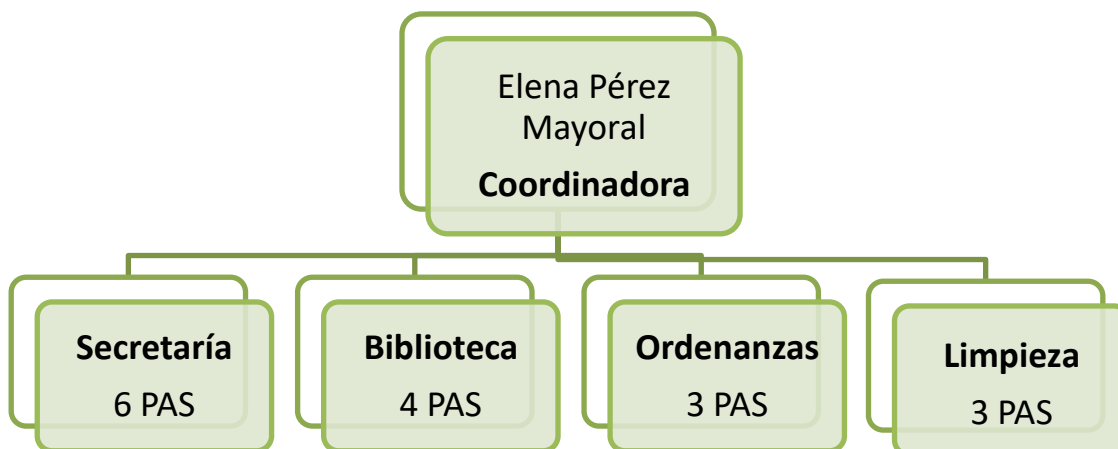 Elena Pérez
Mayoral
Coordinadora
Secretaría
6 PAS
Biblioteca
4 PAS
Ordenanzas
3 PAS
Limpieza
3 PAS